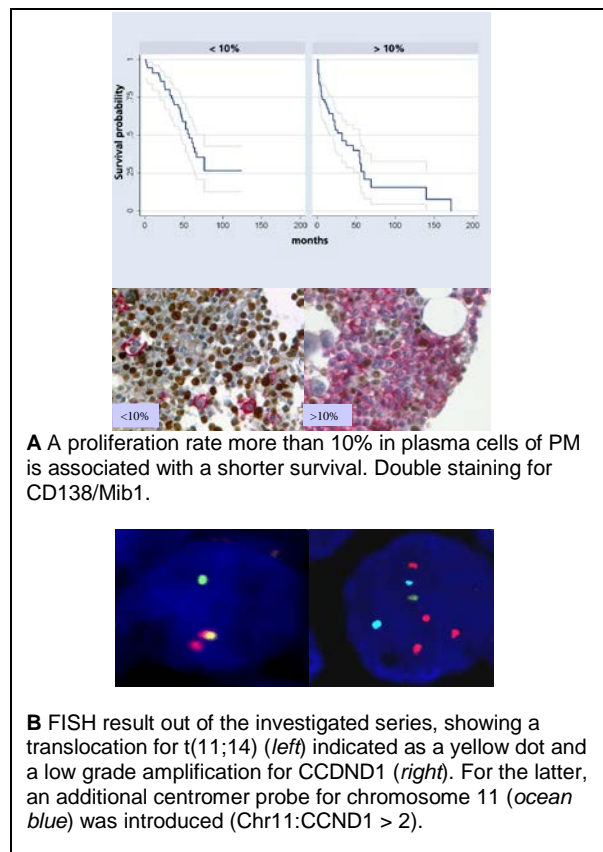 < 10%
> 10%
Survival probability
1
.75
.5
.25
0
0
50
100
150
200
0
50
100
150
200
months
<10%
>10%
A A proliferation rate more than 10% in plasma cells of PM
is associated with a shorter survival. Double staining for
CD138/Mib1.
B FISH result out of the investigated series, showing a
translocation for t(11;14) (left) indicated as a yellow dot and
a low grade amplification for CCDND1 (right). For the latter,
an additional centromer probe for chromosome 11 (ocean
blue) was introduced (Chr11:CCND1 > 2).